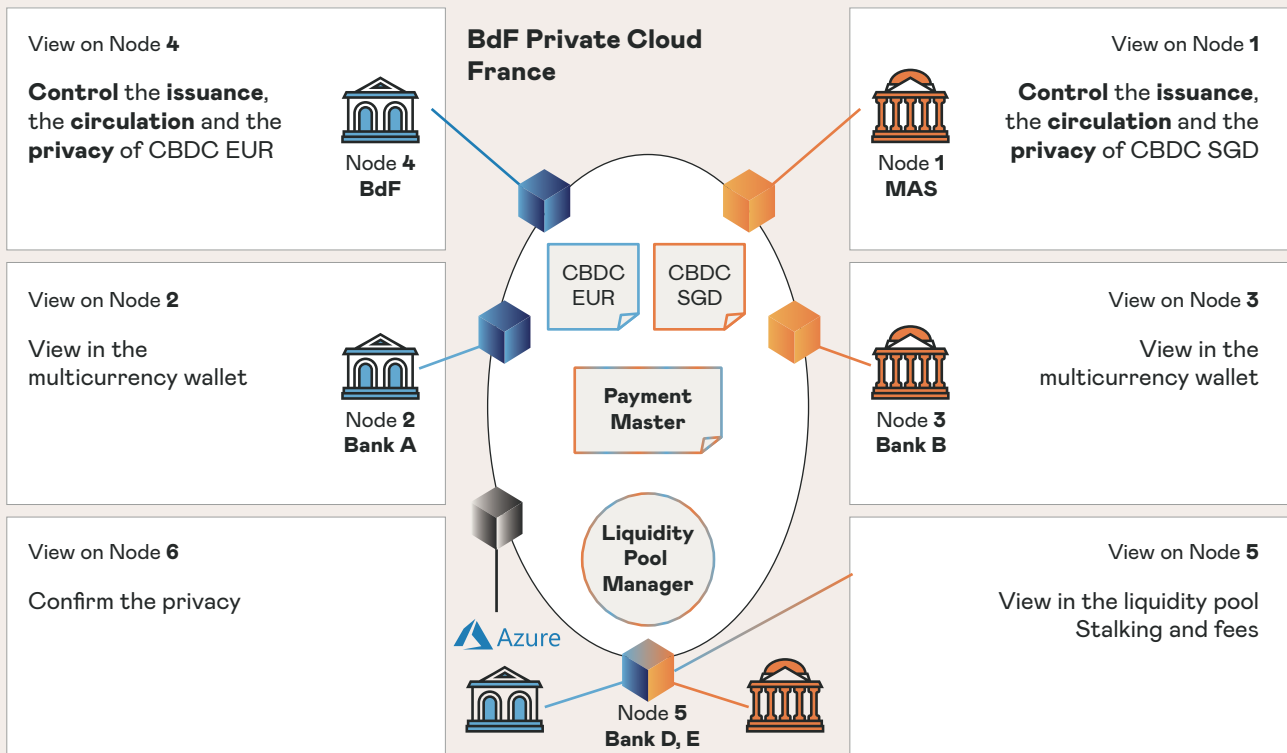 View on Node 4
Control the issuance,
the circulation and the
privacy of CBDC EUR
Node 4
BdF
BdF Private Cloud
France
View on Node 1
Control the issuance,
the circulation and the
privacy of CBDC SGD
Node 1
MAS
CBDC
EUR
CBDC
SGD
View on Node 2
View in the
multicurrency wallet
Node 2
Bank A
Payment
Master
View on Node 3
View in the
multicurrency wallet
Node 3
Bank B
View on Node 6
Confirm the privacy
Liquidity
Pool
Manager
Azure
View on Node 5
View in the liquidity pool
Stalking and fees
Node 5
Bank D, E